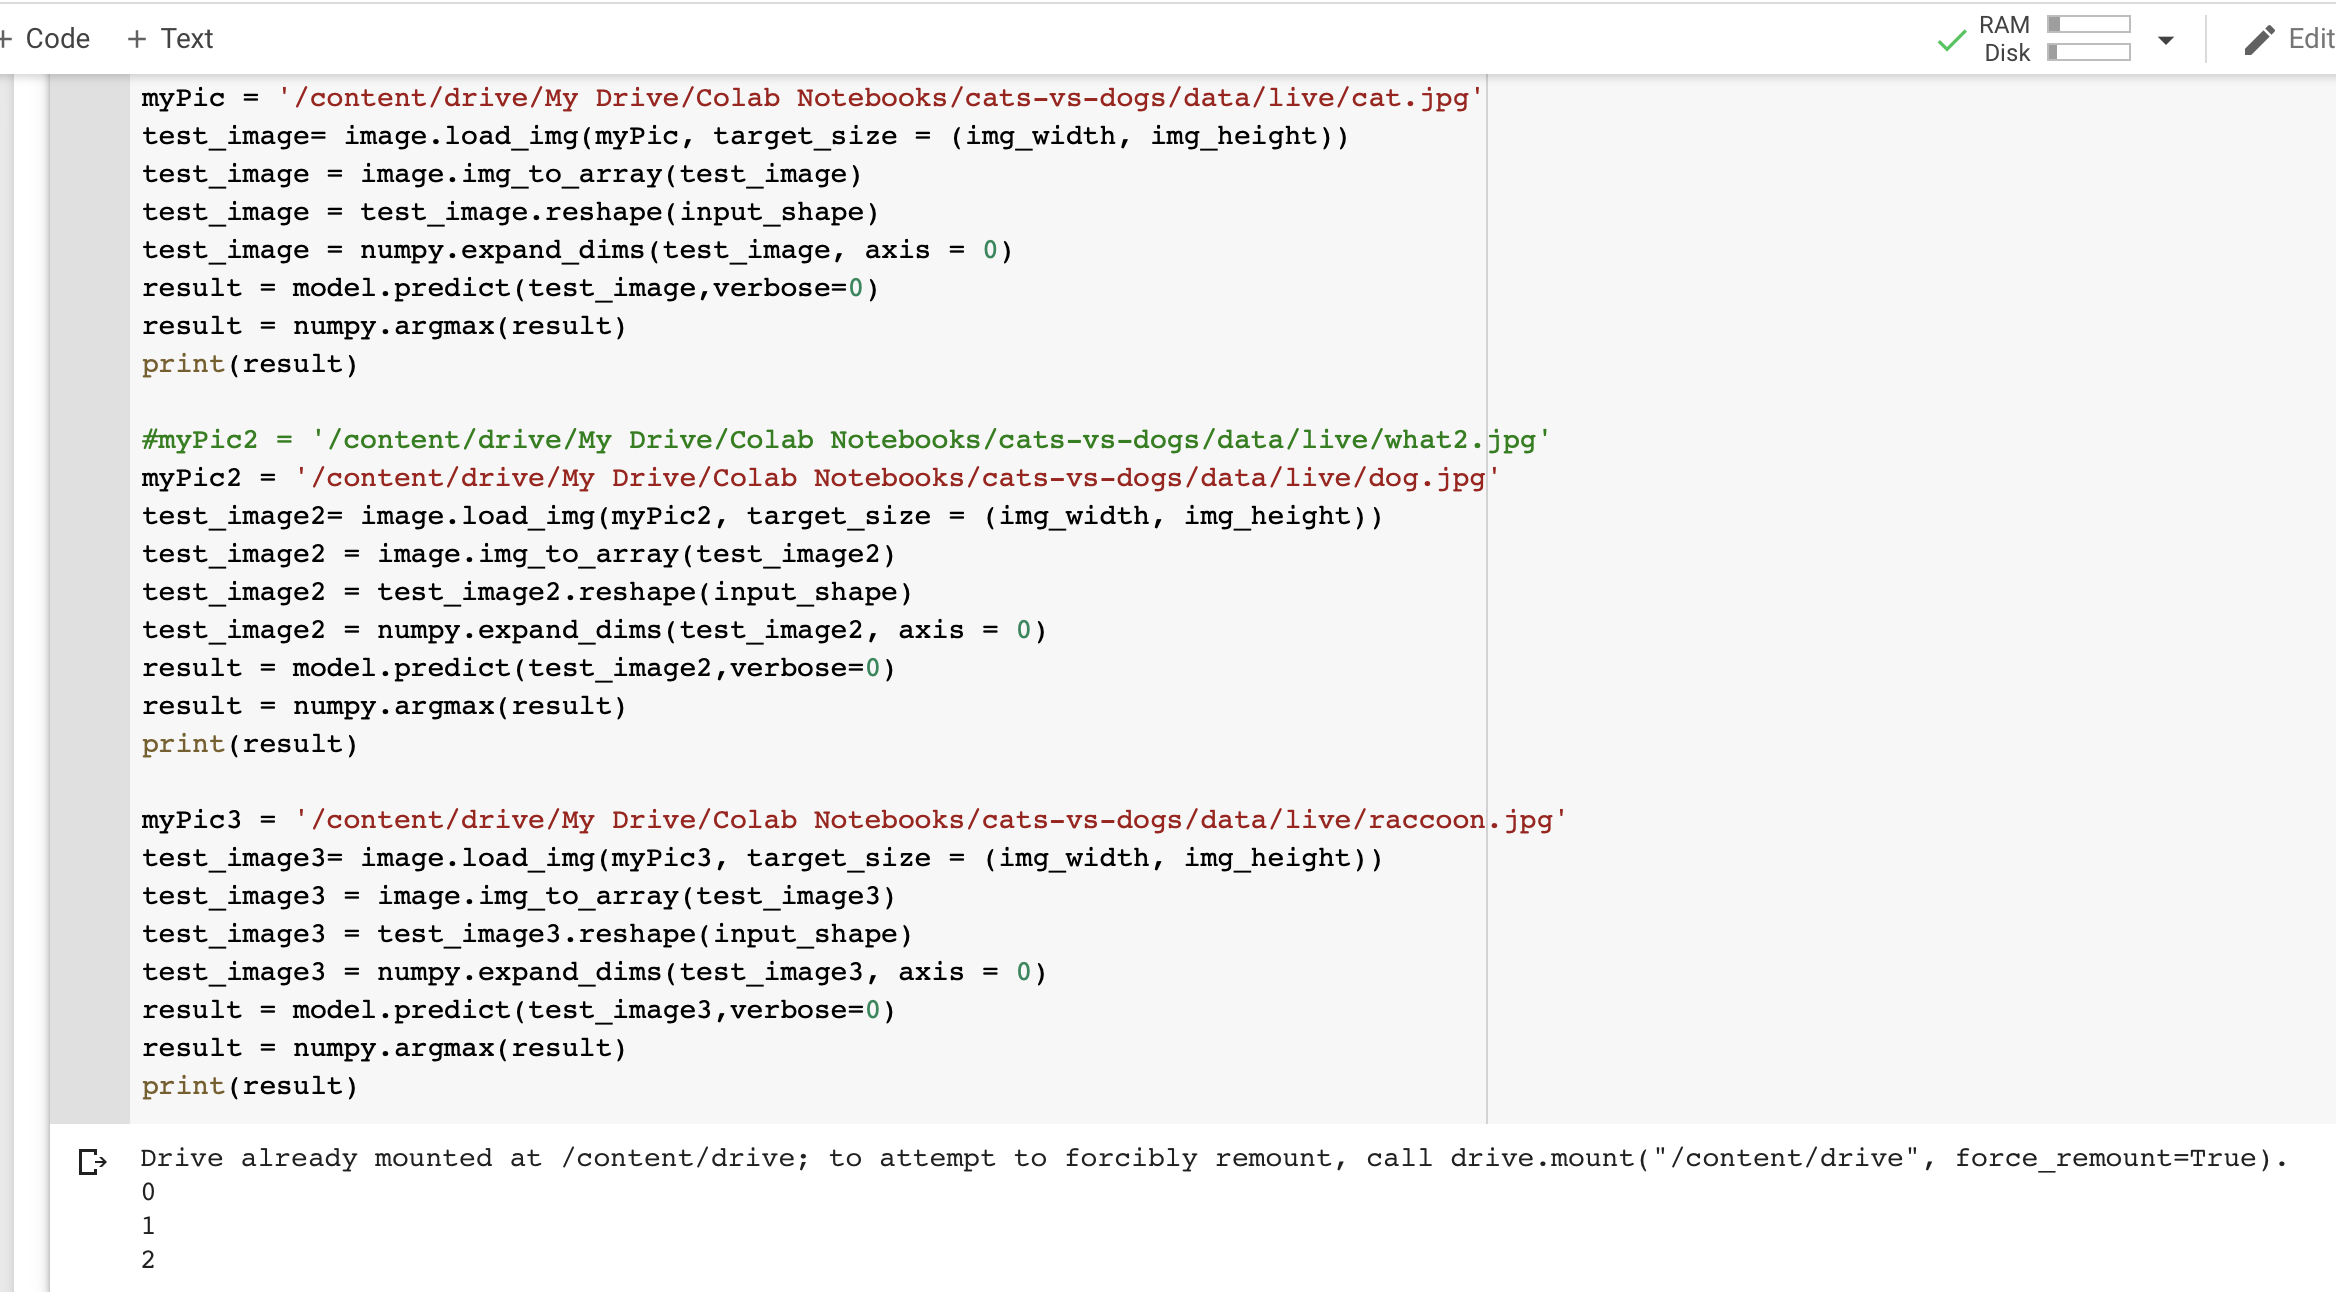 + Code + Text RAM Disk Edit
myPic = '/content/drive/My Drive/Colab Notebooks/cats-vs-dogs/data/live/cat.jpg'
test_image= image.load_img(myPic, target_size = (img_width, img_height))
test_image = image.img_to_array(test_image)
test_image = test_image.reshape(input_shape)
test_image = numpy.expand_dims(test_image, axis = 0)
result = model.predict(test_image,verbose=0)
result = numpy.argmax(result)
print(result)
#myPic2 = '/content/drive/My Drive/Colab Notebooks/cats-vs-dogs/data/live/what2.jpg'
myPic2 = '/content/drive/My Drive/Colab Notebooks/cats-vs-dogs/data/live/dog.jpg'
test_image2= image.load_img(myPic2, target_size = (img_width, img_height))
test_image2 = image.img_to_array(test_image2)
test_image2 = test_image2.reshape(input_shape)
test_image2 = numpy.expand_dims(test_image2, axis = 0)
result = model.predict(test_image2,verbose=0)
result = numpy.argmax(result)
print(result)
myPic3 = '/content/drive/My Drive/Colab Notebooks/cats-vs-dogs/data/live/raccoon.jpg'
test_image3= image.load_img(myPic3, target_size = (img_width, img_height))
test_image3 = image.img_to_array(test_image3)
test_image3 = test_image3.reshape(input_shape)
test_image3 = numpy.expand_dims(test_image3, axis = 0)
result = model.predict(test_image3,verbose=0)
result = numpy.argmax(result)
print(result)
Drive already mounted at /content/drive; to attempt to forcibly remount, call drive.mount("/content/drive", force_remount=True).
0
1
2